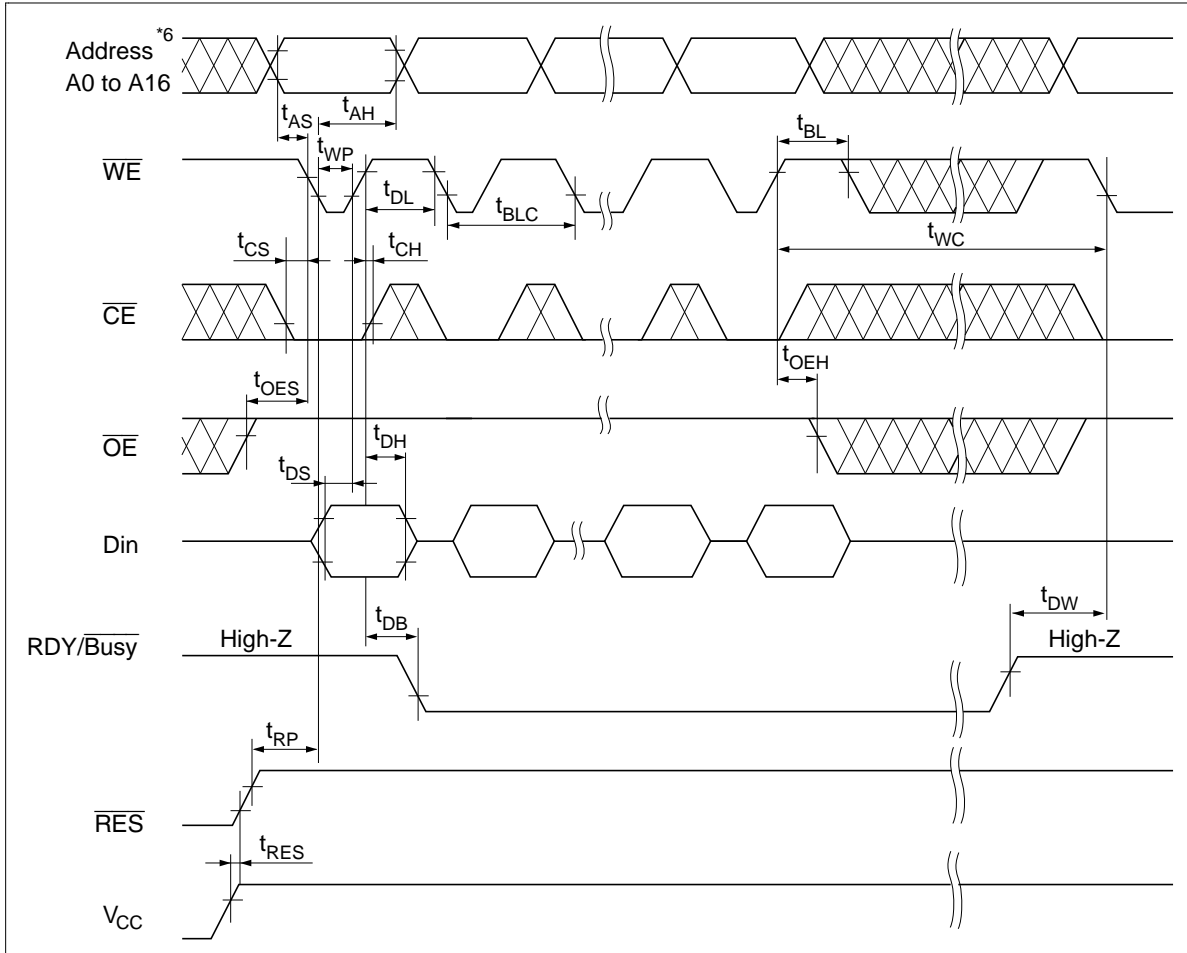 Address *6
A0 to A16
tAS
tAH
tBL
WE
tWP
tDL
tBLC
tWC
tCS
tCH
CE
tOEH
tOES
OE
tDH
tDS
Din
tDB
tDW
RDY/Busy
High-Z
High-Z
tRP
RES
tRES
VCC